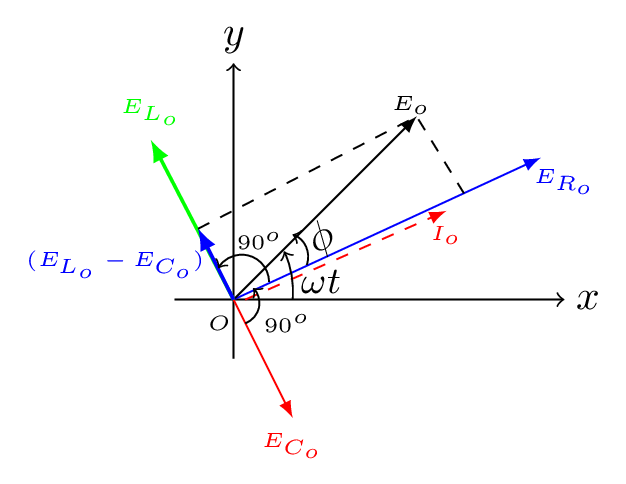 y
E_{L_o}
E_o
E_{R_o}
90^o
ϕ
I_o
(E_{L_o} − E_{C_o})
ωt
x
O
90^o
E_{C_o}